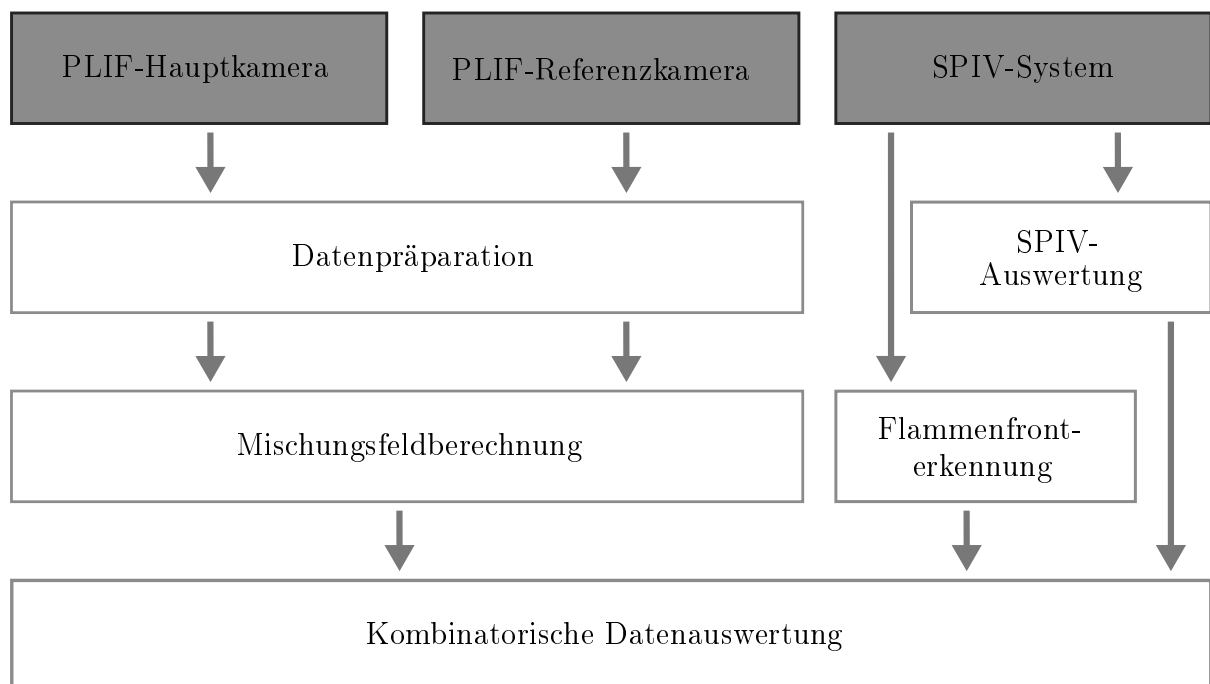 PLIF-Hauptkamera
PLIF-Referenzkamera
SPIV-System
Datenpräparation
SPIV-
Auswertung
Mischungsfeldberechnung
Flammenfront-
erkennung
Kombinatorische Datenauswertung